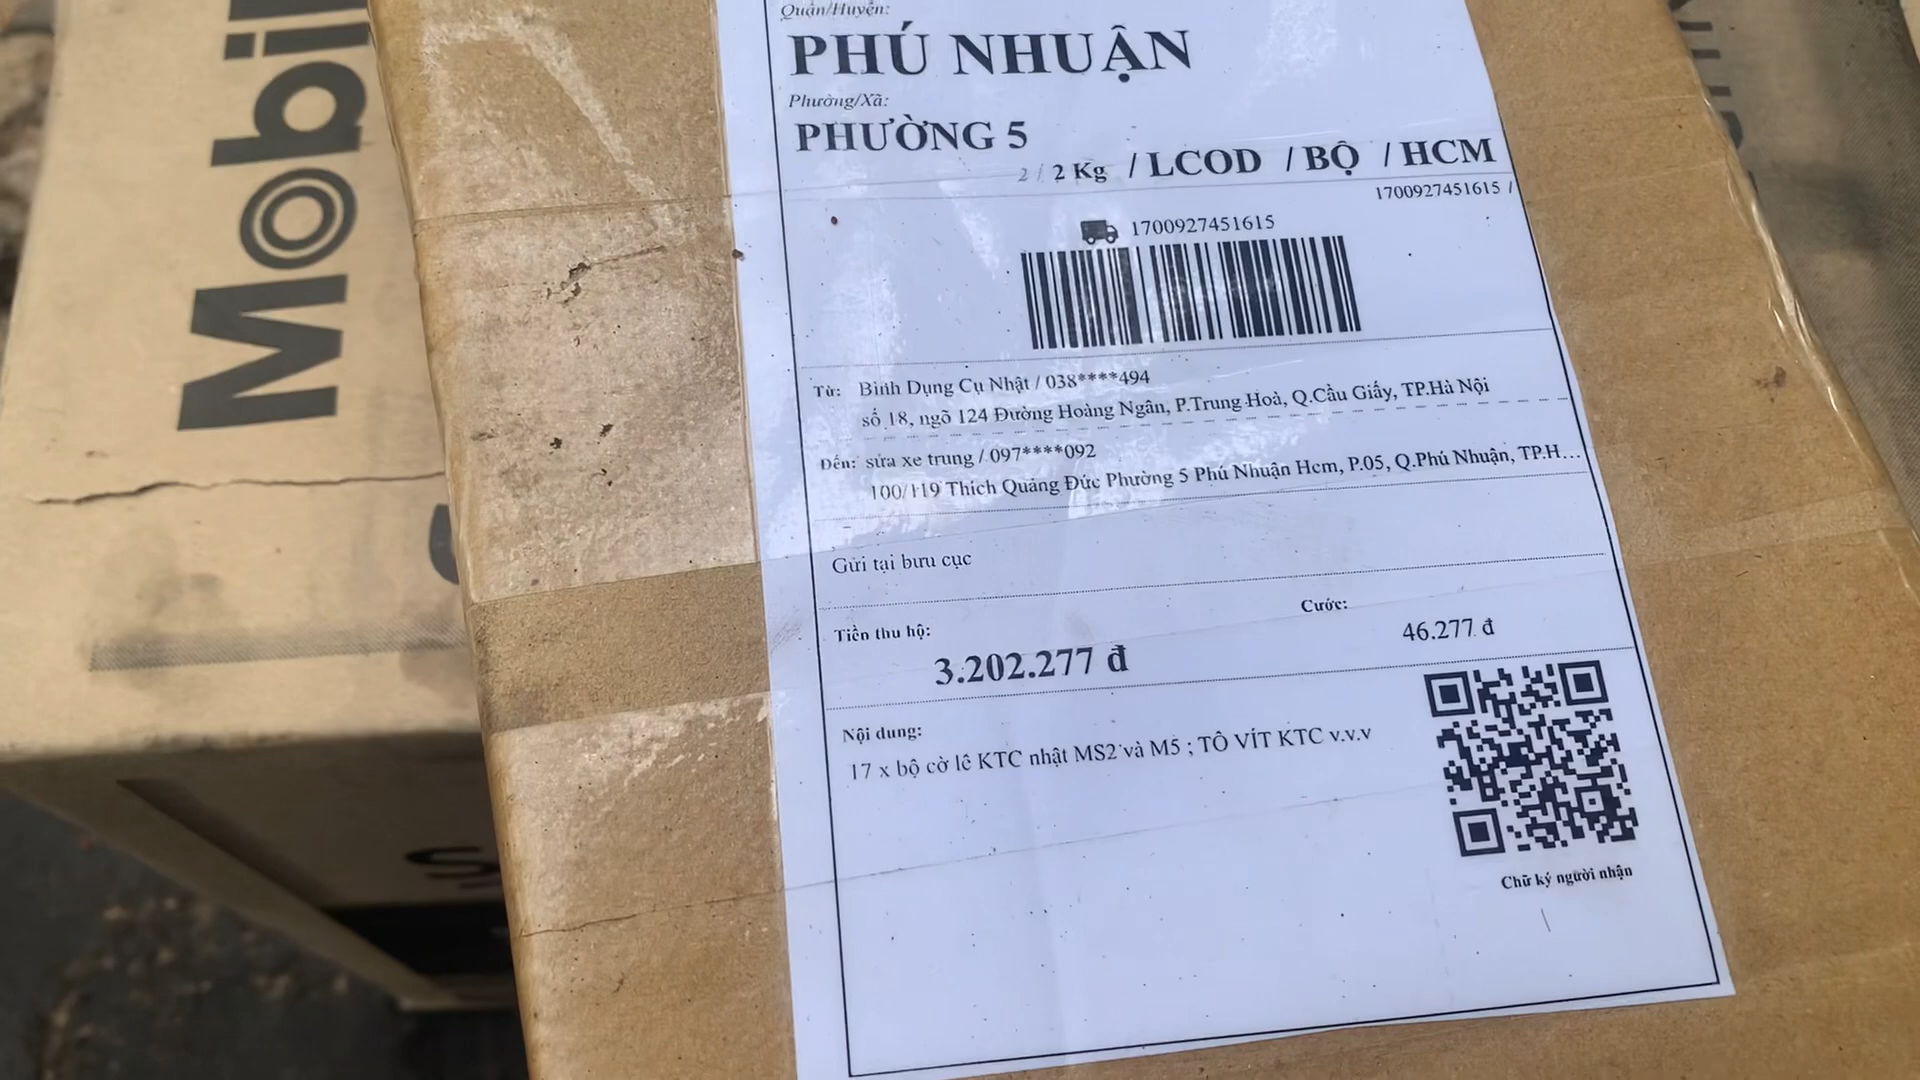 Mobil
Quận/Huyện:
PHÚ NHUẬN
Phường/Xã:
PHƯỜNG 5
2 / 2 Kg / LCOD / BỘ / HCM
1700927451615 /
1700927451615
Từ: Bình Dụng Cụ Nhật / 038****494
số 18, ngõ 124 Đường Hoàng Ngân, P.Trung Hoà, Q.Cầu Giấy, TP.Hà Nội
Đến: sửa xe trung / 097****092
100/119 Thích Quảng Đức Phường 5 Phú Nhuận Hcm, P.05, Q.Phú Nhuận, TP.H...
Gửi tại bưu cục
Tiền thu hộ:
Cước:
3.202.277 đ
46.277 đ
Nội dung:
17 x bộ cờ lê KTC nhật MS2 và M5 ; TÔ VÍT KTC v.v.v
Chữ ký người nhận